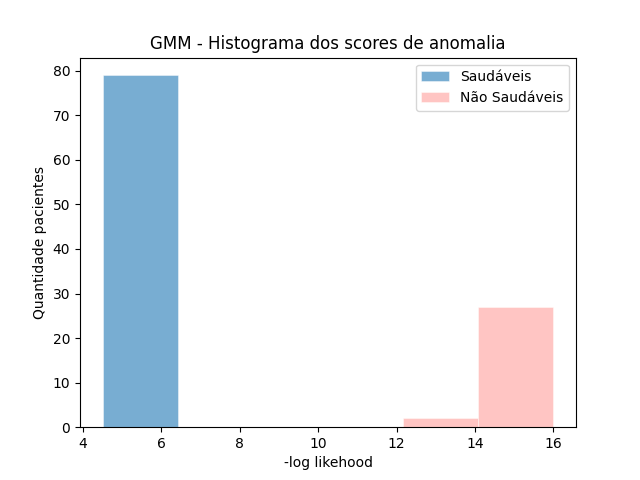 GMM - Histograma dos scores de anomalia
Saudáveis
Não Saudáveis
Quantidade pacientes
80
70
60
50
40
30
20
10
0
4 6 8 10 12 14 16
-log likehood